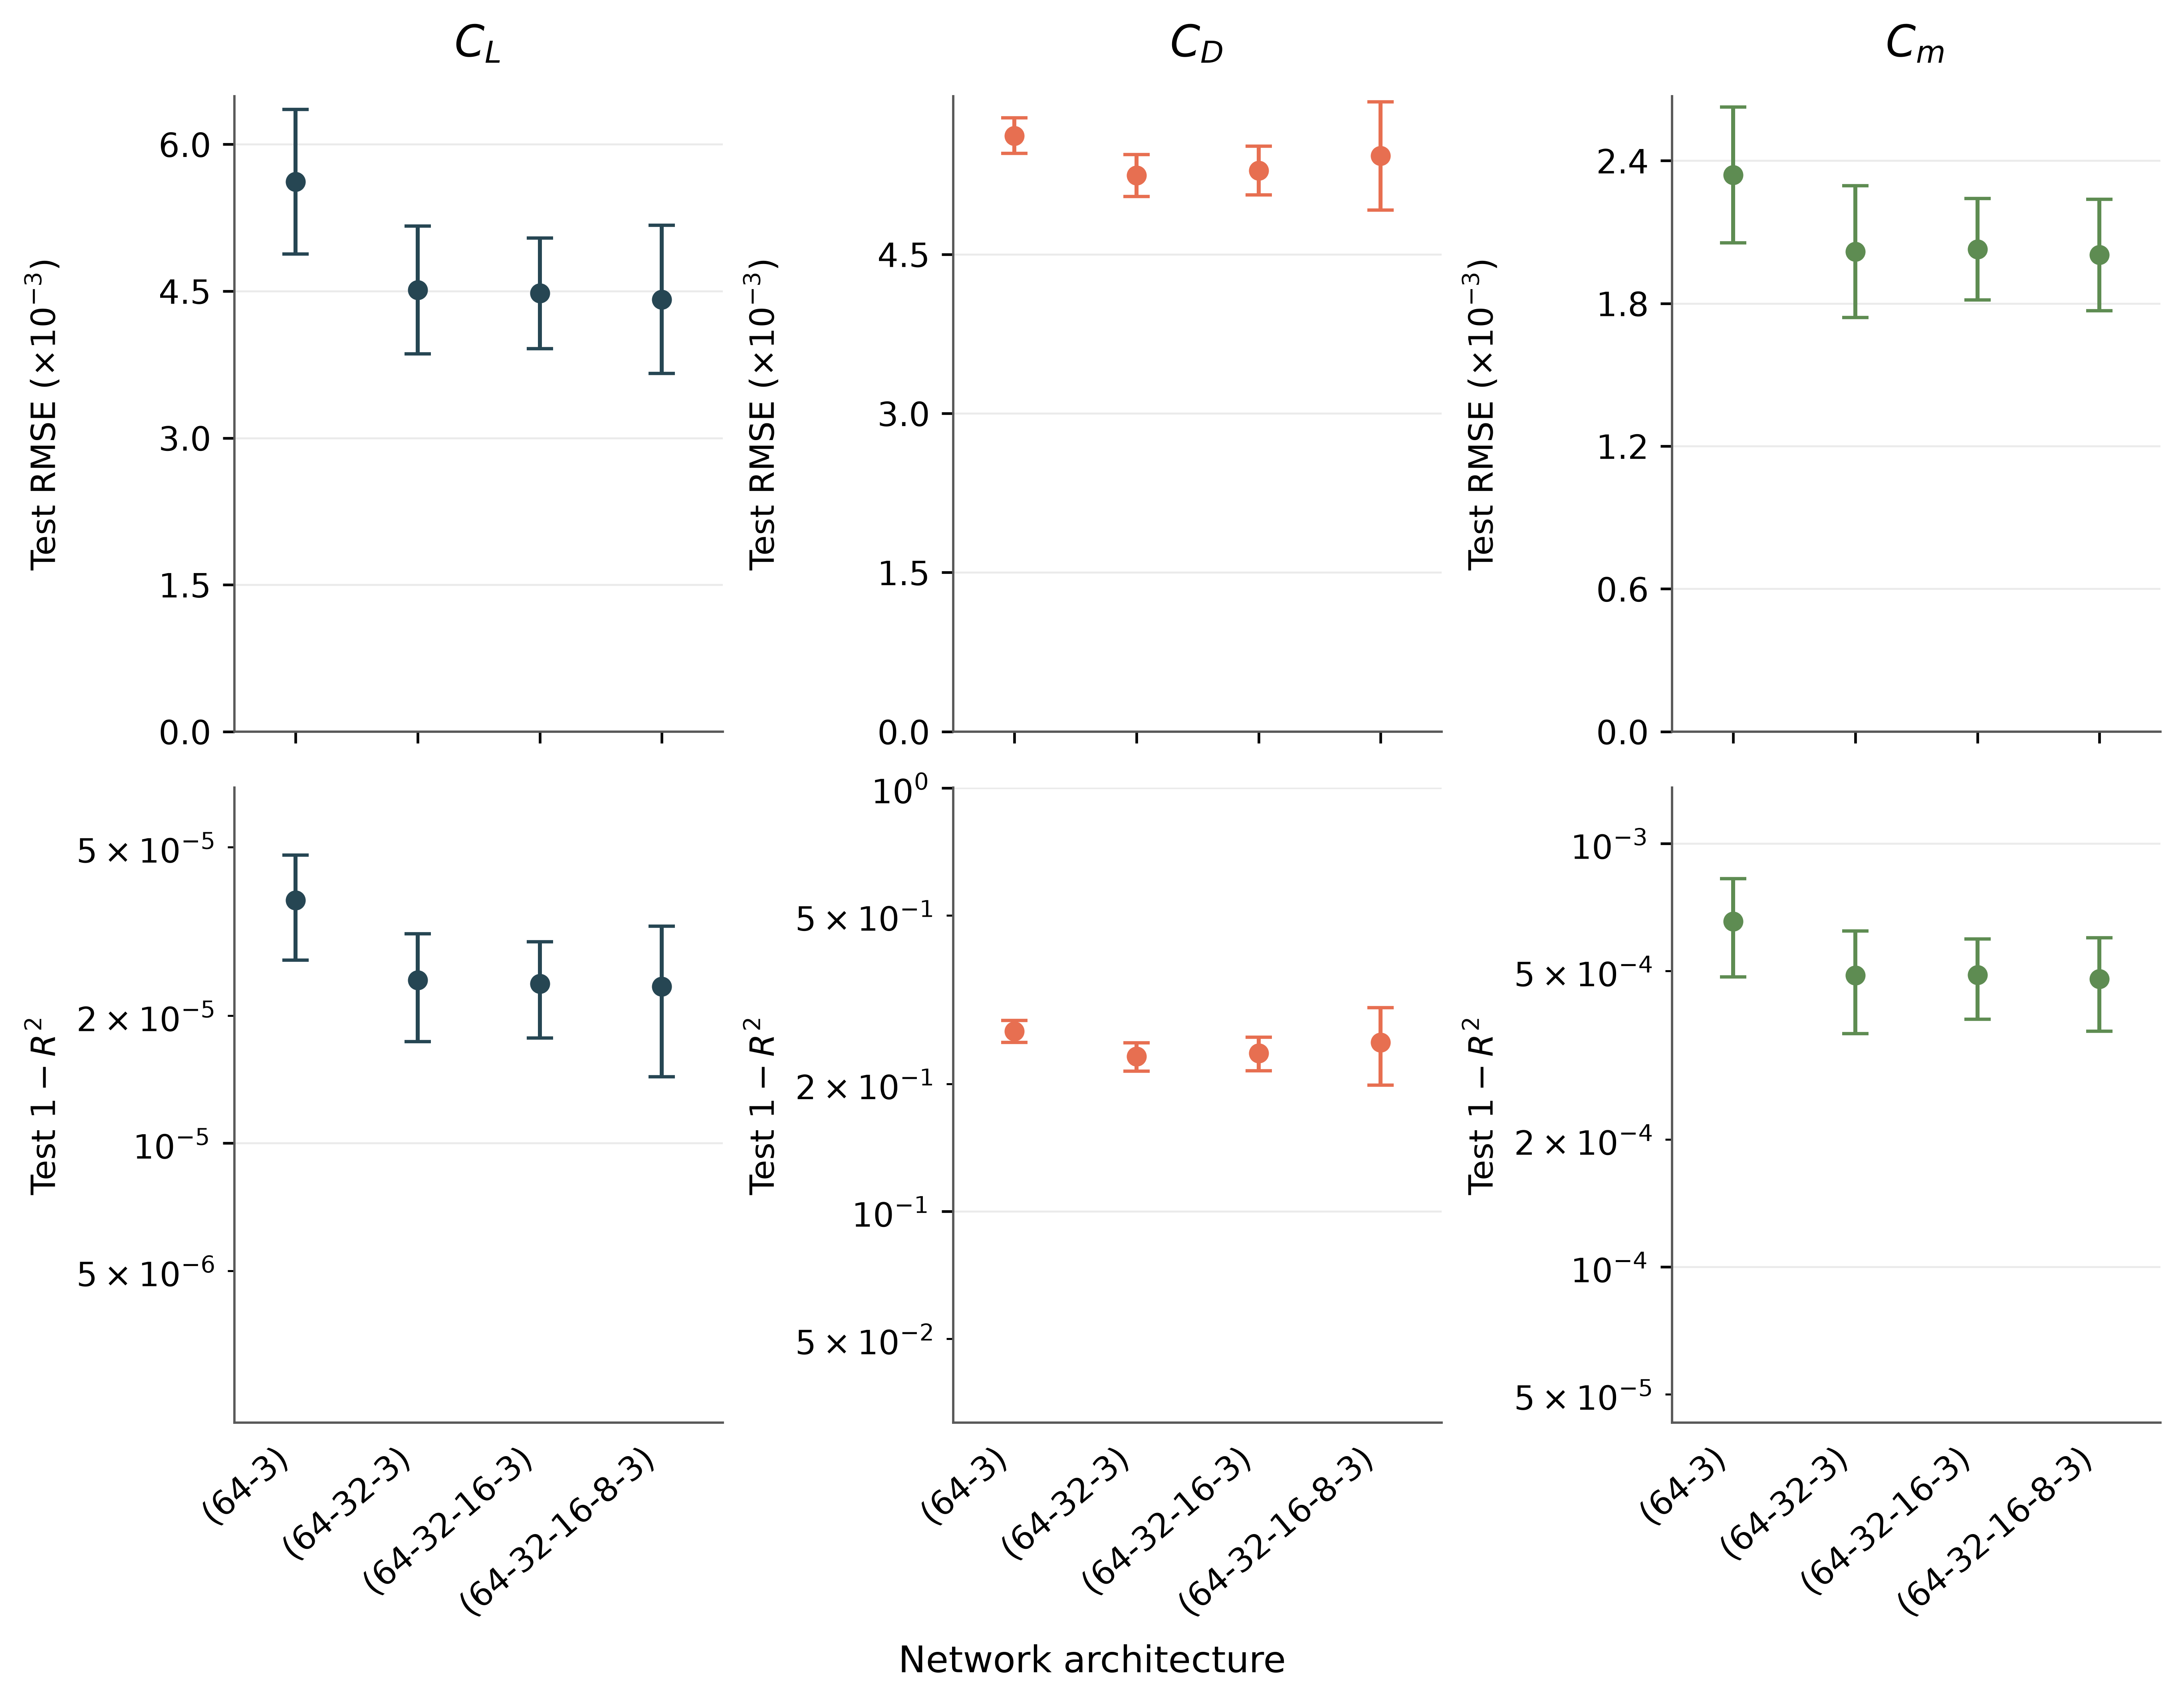 C_L
C_D
C_m
Test RMSE (×10⁻³)
6.0
4.5
3.0
1.5
0.0
Test RMSE (×10⁻³)
4.5
3.0
1.5
0.0
Test RMSE (×10⁻³)
2.4
1.8
1.2
0.6
0.0
Test 1 − R²
5 × 10⁻⁵
2 × 10⁻⁵
10⁻⁵
5 × 10⁻⁶
Test 1 − R²
10⁰
5 × 10⁻¹
2 × 10⁻¹
10⁻¹
5 × 10⁻²
Test 1 − R²
10⁻³
5 × 10⁻⁴
2 × 10⁻⁴
10⁻⁴
5 × 10⁻⁵
(64-3)
(64-32-3)
(64-32-16-3)
(64-32-16-8-3)
(64-3)
(64-32-3)
(64-32-16-3)
(64-32-16-8-3)
(64-3)
(64-32-3)
(64-32-16-3)
(64-32-16-8-3)
Network architecture